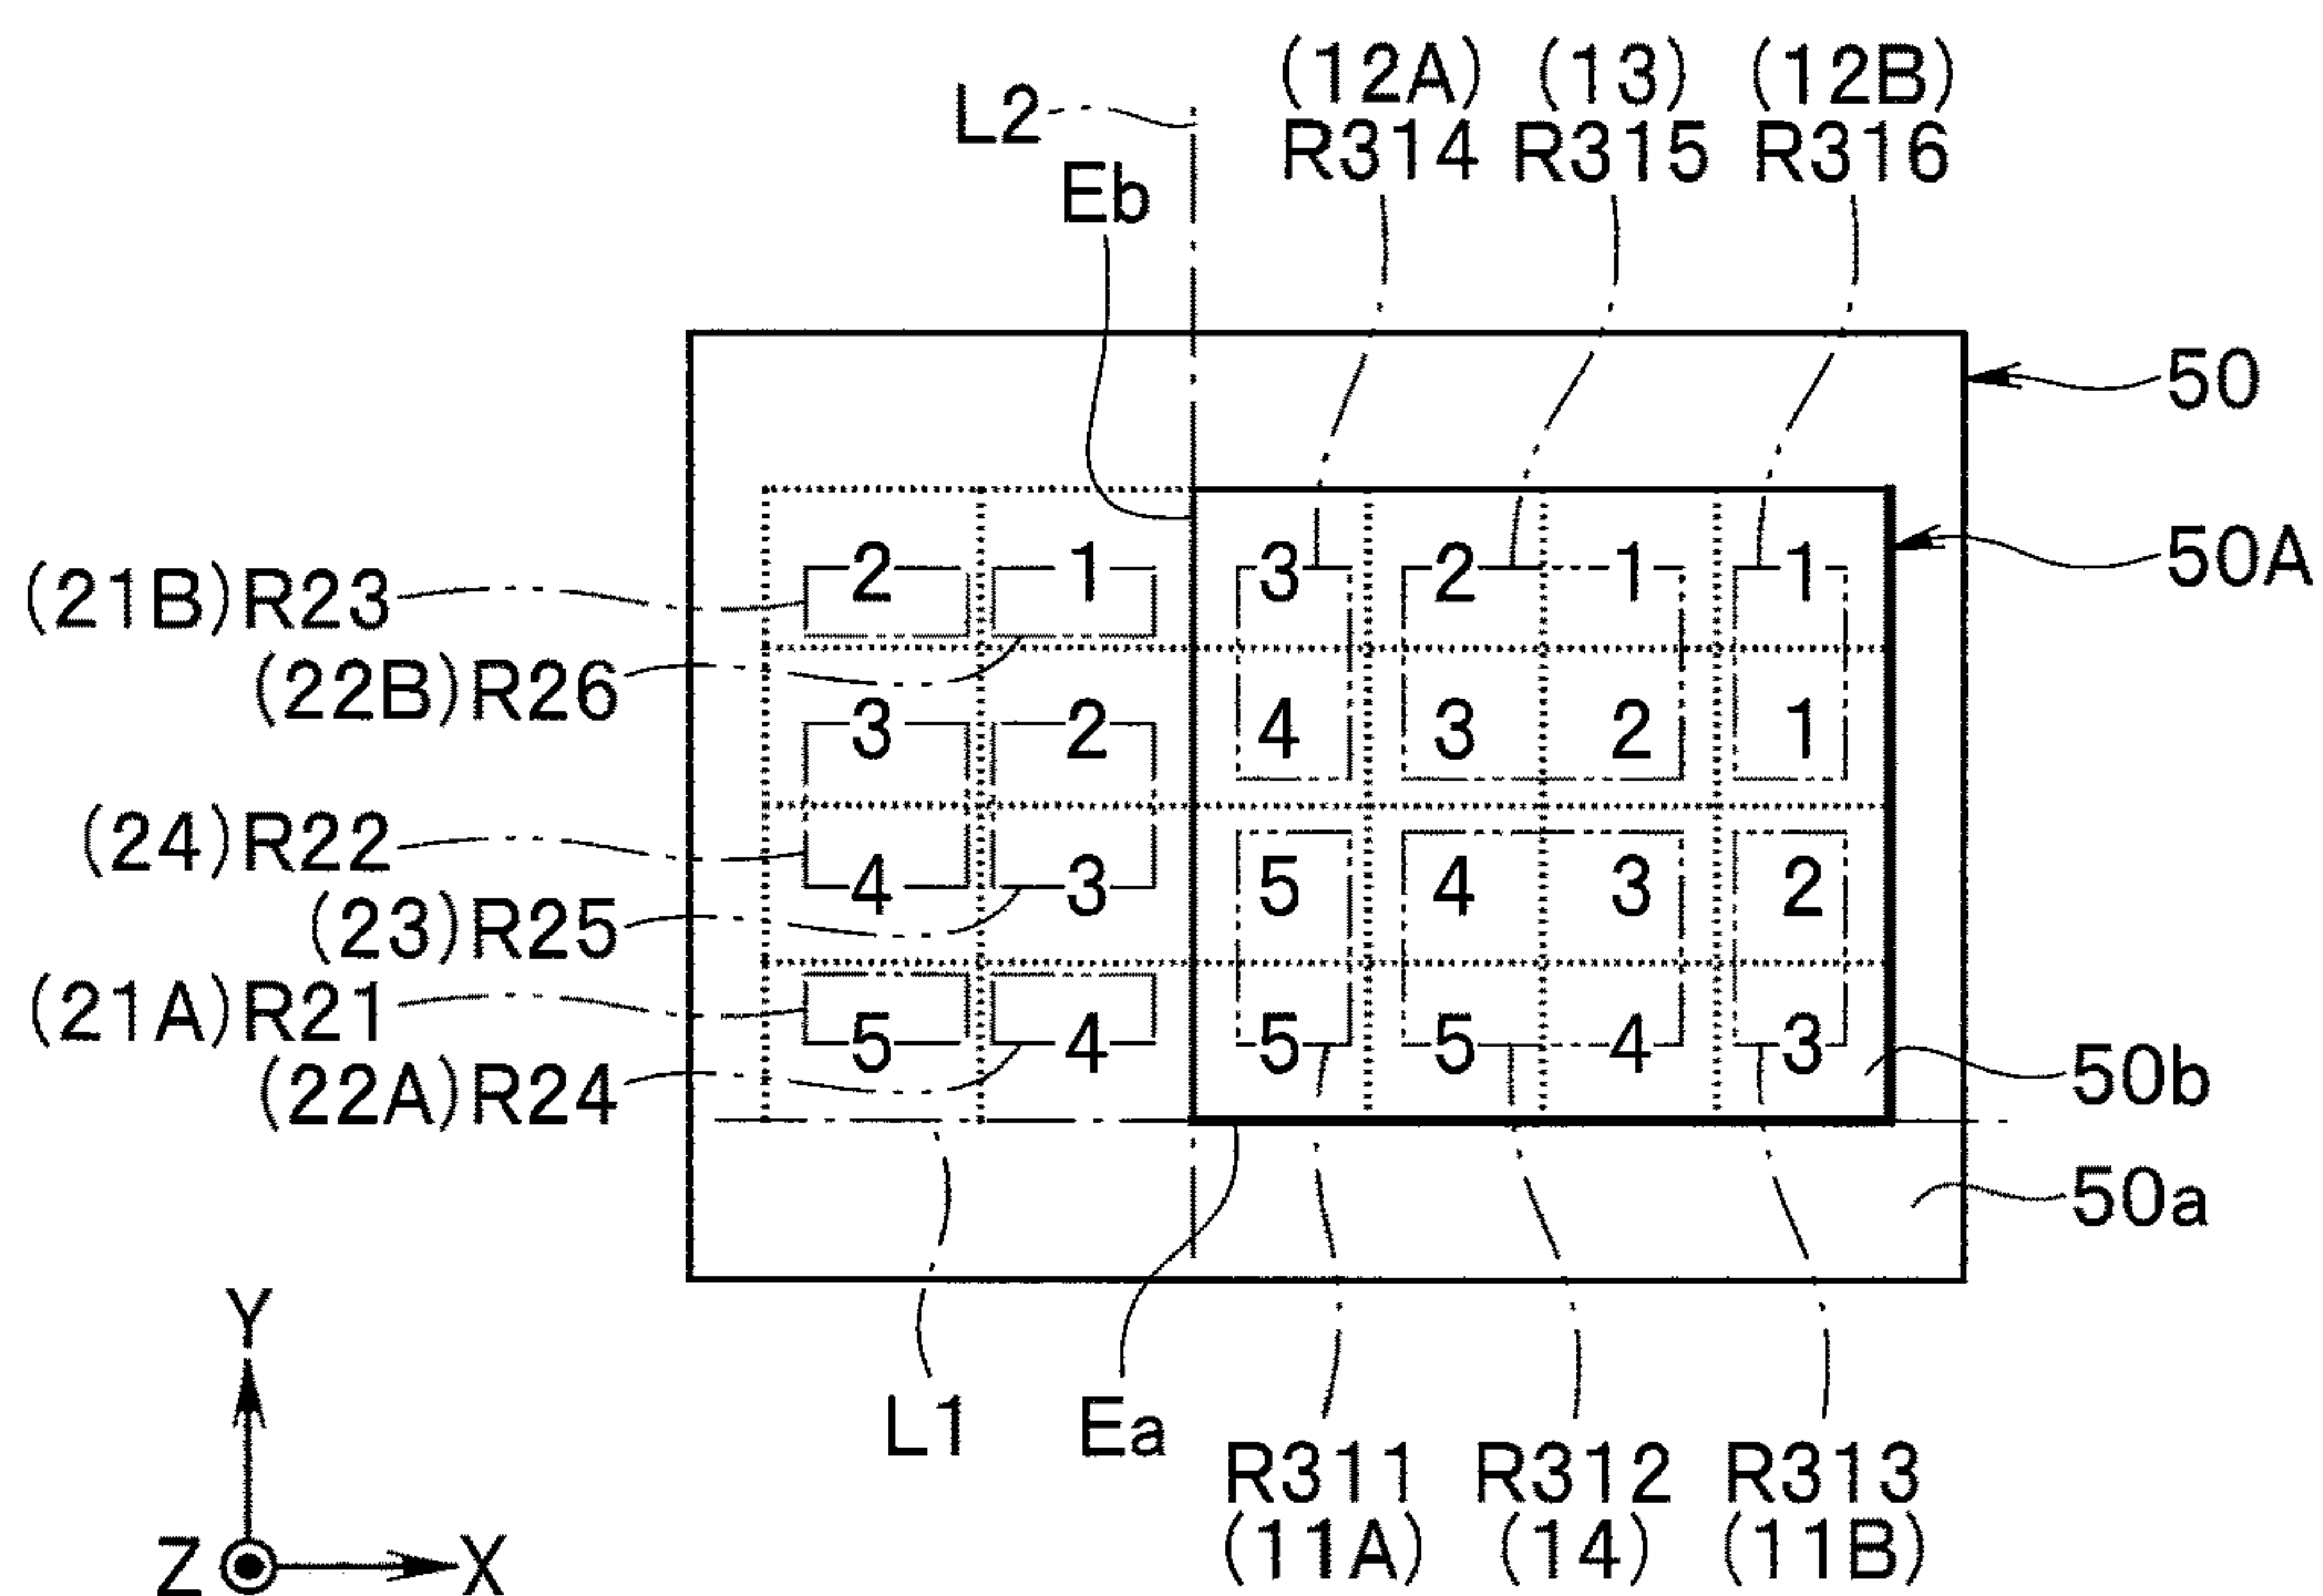 (12A) (13) (12B)
L2 R314 R315 R316
Eb
50
2 1 3 2 1 1
50A
(21B)R23
(22B)R26
3 2 4 3 2 1
(24)R22
4 3 5 4 3 2
(23)R25
(21A)R21
5 4 5 5 4 3
50b
(22A)R24
50a
Y
L1 Ea
R311 R312 R313
Z X (11A) (14) (11B)